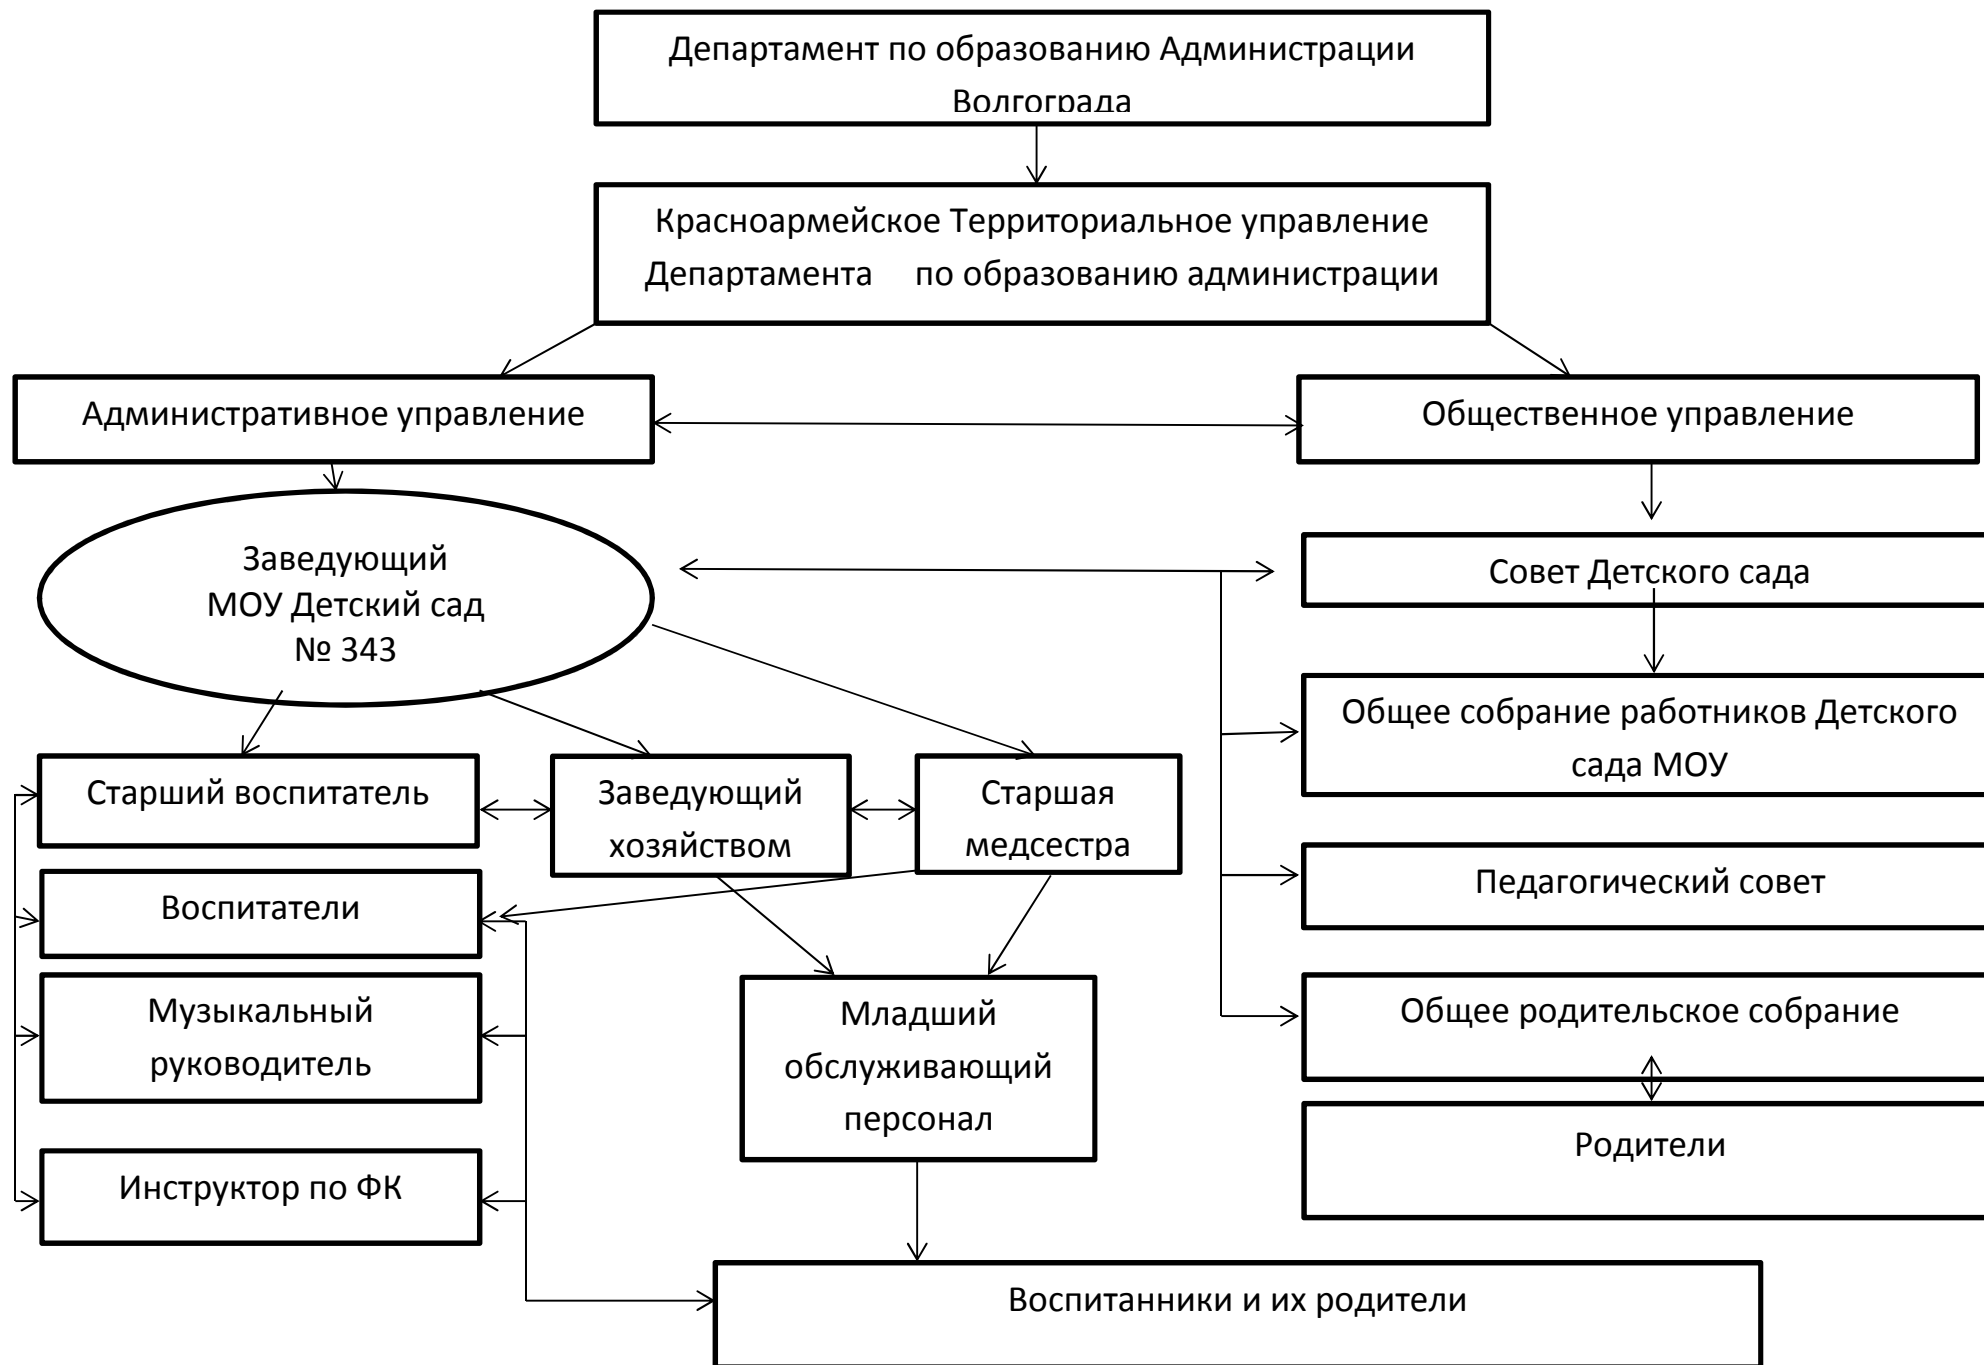 Департамент по образованию Администрации
Волгограда
Красноармейское Территориальное управление
Департамента по образованию администрации
Административное управление
Общественное управление
Заведующий
МОУ Детский сад
№ 343
Совет Детского сада
Общее собрание работников Детского
сада МОУ
Старший воспитатель
Заведующий
хозяйством
Старшая
медсестра
Воспитатели
Педагогический совет
Музыкальный
руководитель
Младший
обслуживающий
персонал
Общее родительское собрание
Родители
Инструктор по ФК
Воспитанники и их родители